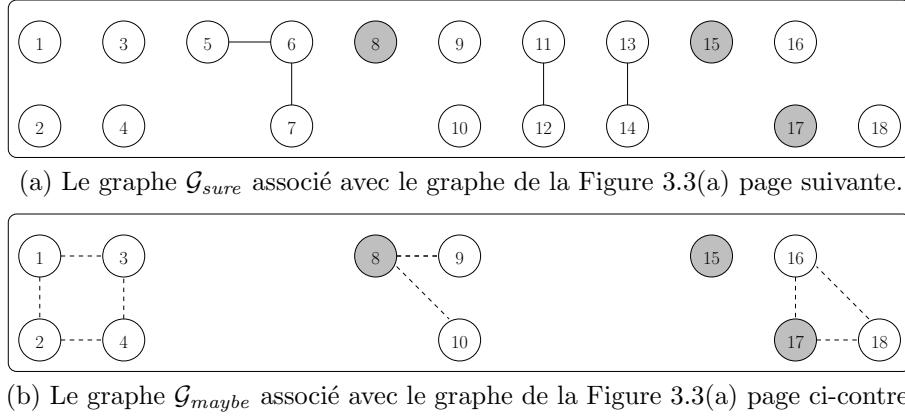 1 3 5 6 8 9 11 13 15 16
2 4 7 10 12 14 17 18
(a) Le graphe 𝒢sure associé avec le graphe de la Figure 3.3(a) page suivante.
1 3 8 9 15 16
2 4 10 17 18
(b) Le graphe 𝒢maybe associé avec le graphe de la Figure 3.3(a) page ci-contre